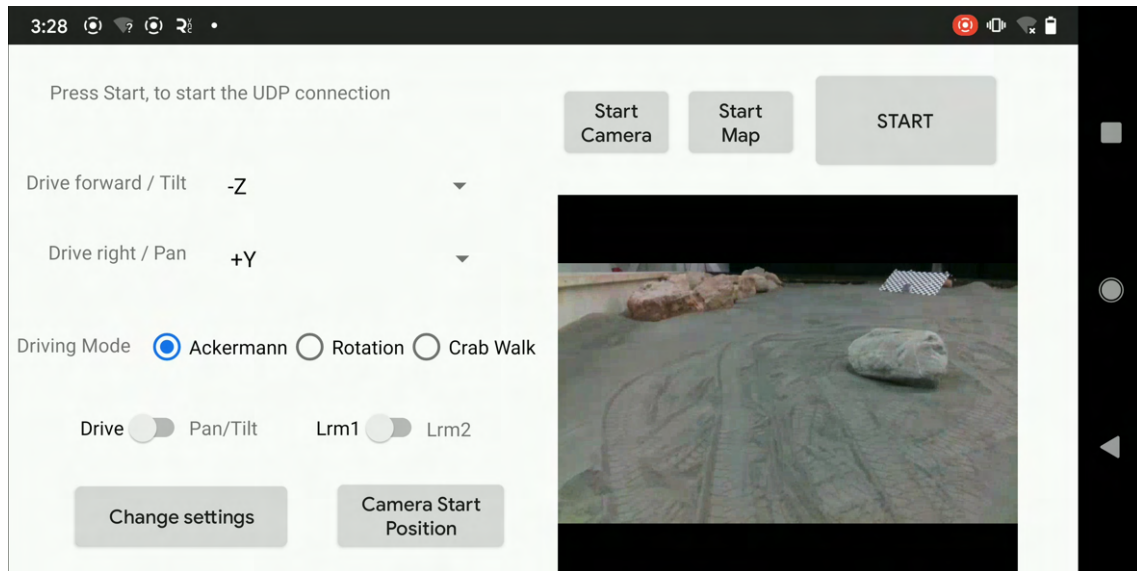 3:28
Press Start, to start the UDP connection
Start
Camera
Start
Map
START
Drive forward / Tilt -Z
Drive right / Pan +Y
Driving Mode Ackermann Rotation Crab Walk
Drive Pan/Tilt Lrm1 Lrm2
Change settings
Camera Start
Position